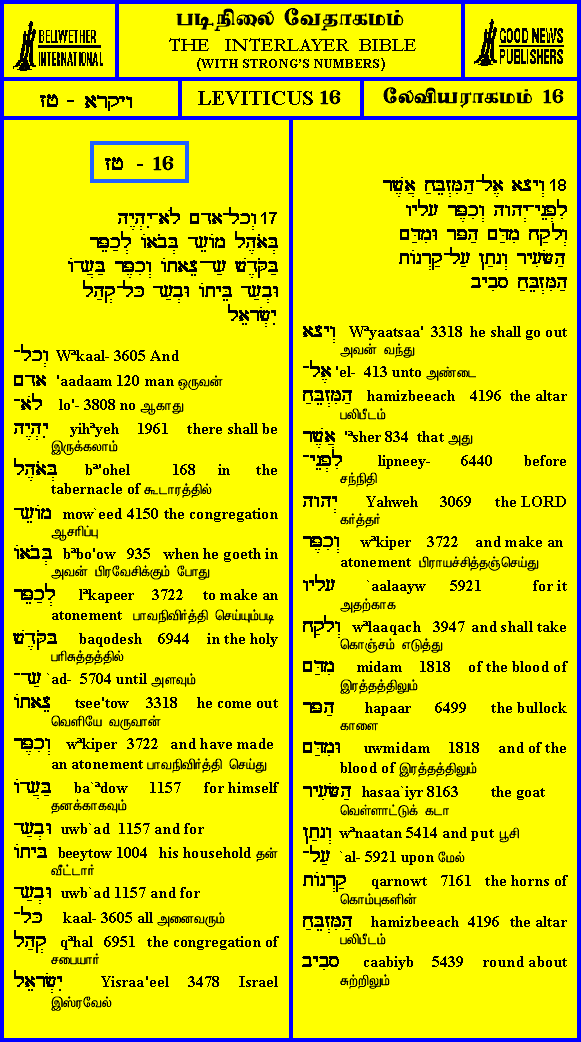 BELLWETHER
INTERNATIONAL
படிநிலை வேதாகமம்
THE INTERLAYER BIBLE
(WITH STRONG'S NUMBERS)
GOOD NEWS
PUBLISHERS
ויקרא - טז
LEVITICUS 16
லேவியராகமம் 16
טז - 16
17 וְכָל־אָדָם לֹא־יִהְיֶה
בְּאֹהֶל מוֹעֵד בְּבֹאוֹ לְכַפֵּר
בַּקֹּדֶשׁ עַד־צֵאתוֹ וְכִפֶּר בַּעֲדוֹ
וּבְעַד בֵּיתוֹ וּבְעַד כָּל־קְהַל
יִשְׂרָאֵל
וְכָל־ Wªkaal- 3605 And
אָדָם 'aadaam 120 man ஒருவன்
לֹא־ lo'- 3808 no ஆகாது
יִהְיֶה yihªyeh 1961 there shall be
இருக்கலாம்
בְּאֹהֶל bª'ohel 168 in the
tabernacle of கூடாரத்தில்
מוֹעֵד mow`eed 4150 the congregation
ஆசரிப்பு
בְּבֹאוֹ bªbo'ow 935 when he goeth in
அவன் பிரவேசிக்கும் போது
לְכַפֵּר lªkapeer 3722 to make an
atonement பாவநிவிர்த்தி செய்யும்படி
בַּקֹּדֶשׁ baqodesh 6944 in the holy
பரிசுத்தத்தில்
עַד־ `ad- 5704 until அளவும்
צֵאתוֹ tsee'tow 3318 he come out
வெளியே வருவான்
וְכִפֶּר wªkiper 3722 and have made
an atonement பாவநிவிர்த்தி செய்து
בַּעֲדוֹ ba`ªdow 1157 for himself
தனக்காகவும்
וּבְעַד uwb`ad 1157 and for
בֵּיתוֹ beeytow 1004 his household தன்
வீட்டார்
וּבְעַד uwb`ad 1157 and for
כָּל־ kaal- 3605 all அனைவரும்
קְהַל qªhal 6951 the congregation of
சபையார்
יִשְׂרָאֵל Yisraa'eel 3478 Israel
இஸ்ரவேல்
18 וְיָצָא אֶל־הַמִּזְבֵּחַ אֲשֶׁר
לִפְנֵי־יְהוָה וְכִפֶּר עָלָיו
וְלָקַח מִדַּם הַפָּר וּמִדַּם
הַשָּׂעִיר וְנָתַן עַל־קַרְנוֹת
הַמִּזְבֵּחַ סָבִיב
וְיָצָא Wªyaatsaa' 3318 he shall go out
அவன் வந்து
אֶל־ 'el- 413 unto அண்டை
הַמִּזְבֵּחַ hamizbeeach 4196 the altar
பலிபீடம்
אֲשֶׁר 'ªsher 834 that அது
לִפְנֵי־ lipneey- 6440 before
சந்நிதி
יְהוָה Yahweh 3069 the LORD
கர்த்தர்
וְכִפֶּר wªkiper 3722 and make an
atonement பிராயச்சித்தஞ்செய்து
עָלָיו `aalaayw 5921 for it
அதற்காக
וְלָקַח wªlaaqach 3947 and shall take
கொஞ்சம் எடுத்து
מִדַּם midam 1818 of the blood of
இரத்தத்திலும்
הַפָּר hapaar 6499 the bullock
காளை
וּמִדַּם uwmidam 1818 and of the
blood of இரத்தத்திலும்
הַשָּׂעִיר hasaa`iyr 8163 the goat
வெள்ளாட்டுக் கடா
וְנָתַן wªnaatan 5414 and put பூசி
עַל־ `al- 5921 upon மேல்
קַרְנוֹת qarnowt 7161 the horns of
கொம்புகளின்
הַמִּזְבֵּחַ hamizbeeach 4196 the altar
பலிபீடம்
סָבִיב caabiyb 5439 round about
சுற்றிலும்